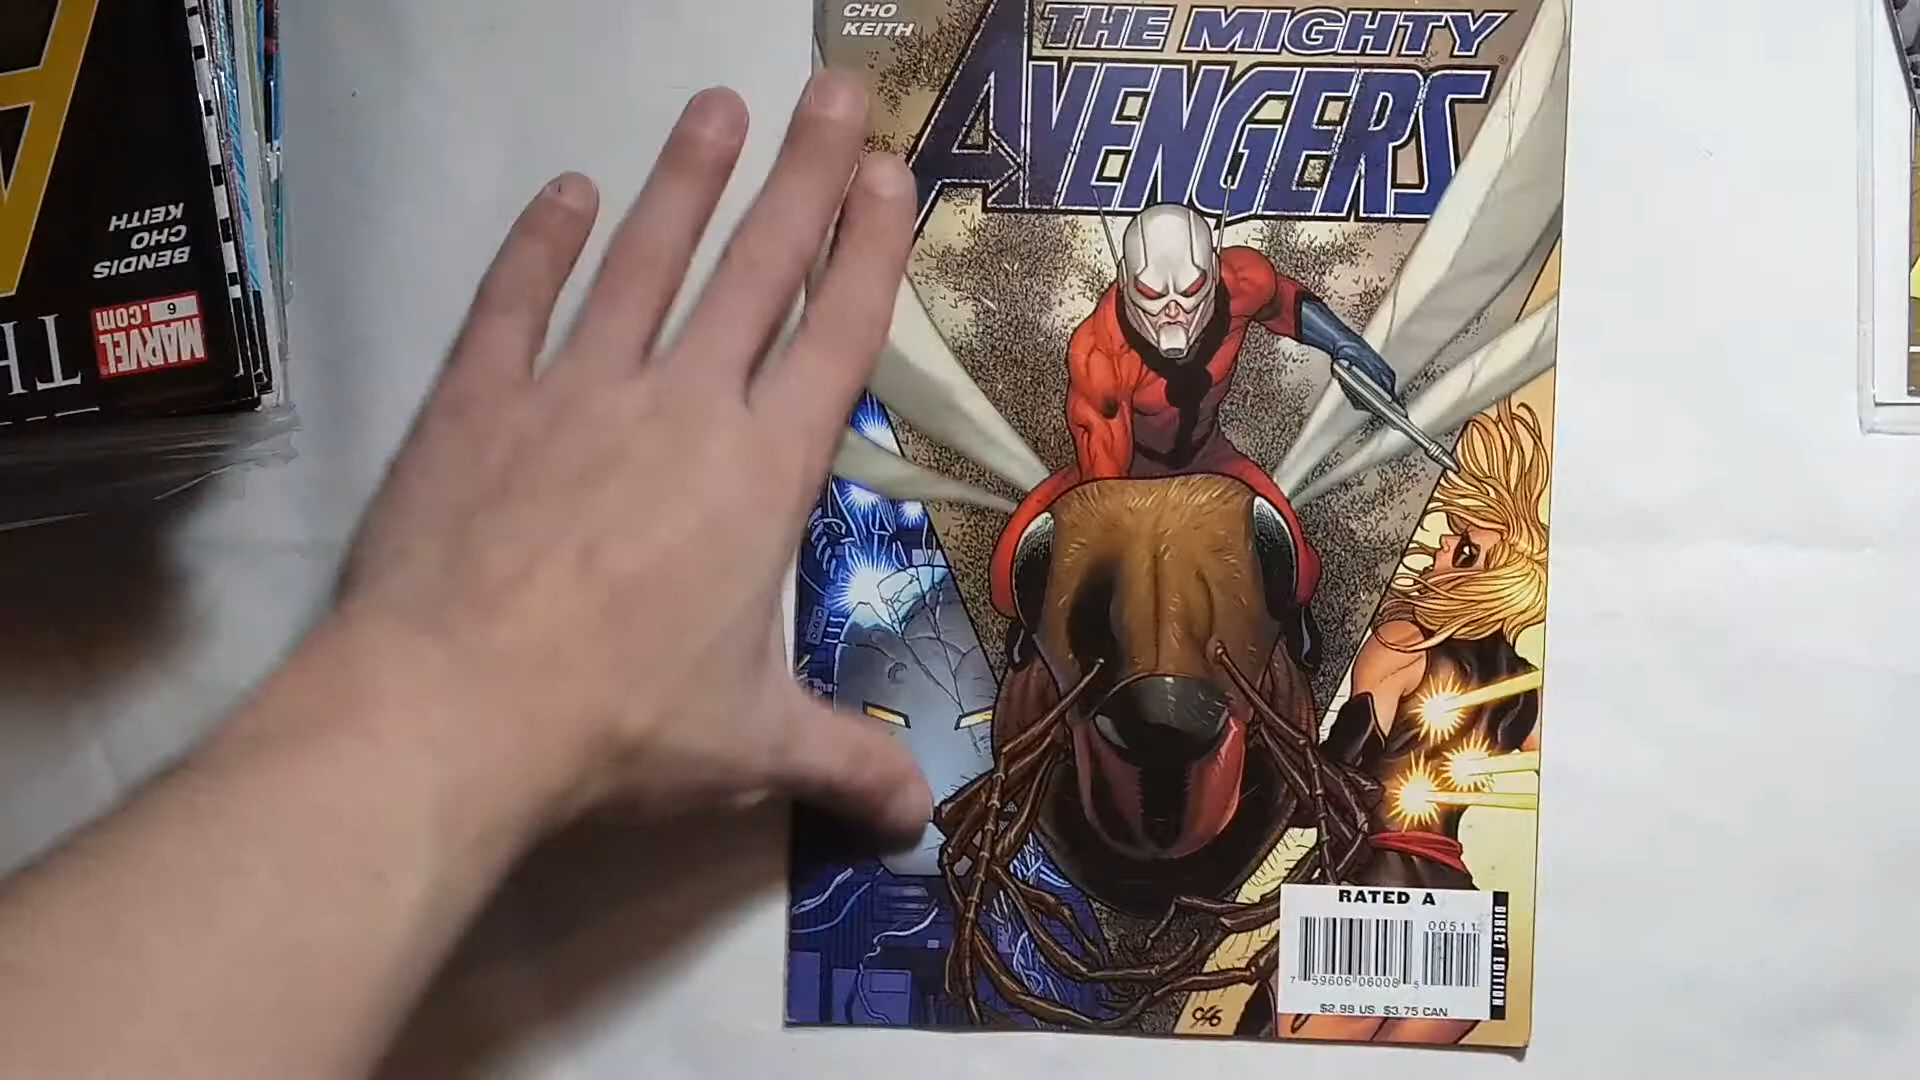 CHO
KEITH
THE MIGHTY
AVENGERS
RATED A
00511
7 59606 06008 5
$2.99 US $3.75 CAN
DIRECT EDITION
CHO
BENDIS
CHO
KEITH
MARVEL
.COM
6
TH